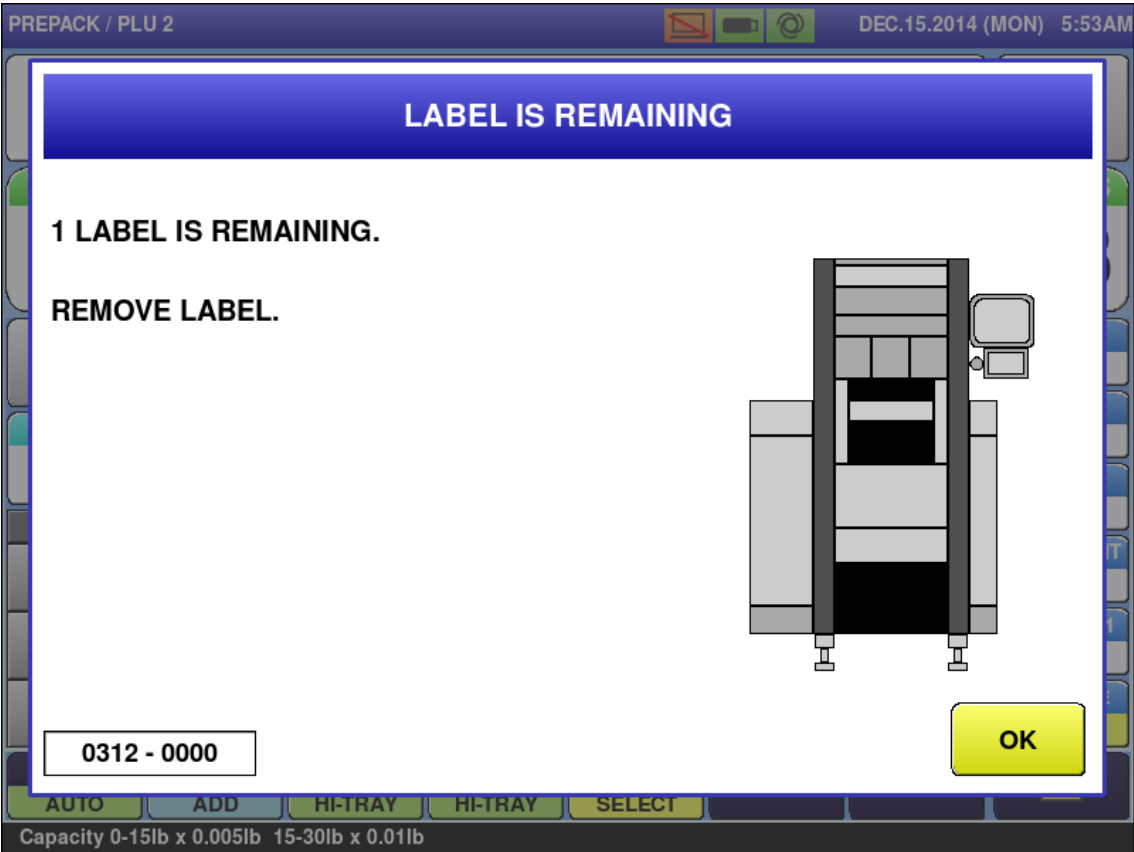 PREPACK / PLU 2
DEC.15.2014 (MON) 5:53AM
LABEL IS REMAINING
1 LABEL IS REMAINING.
REMOVE LABEL.
0312 - 0000
OK
AUTO ADD HI-TRAY HI-TRAY SELECT
Capacity 0-15lb x 0.005lb 15-30lb x 0.01lb